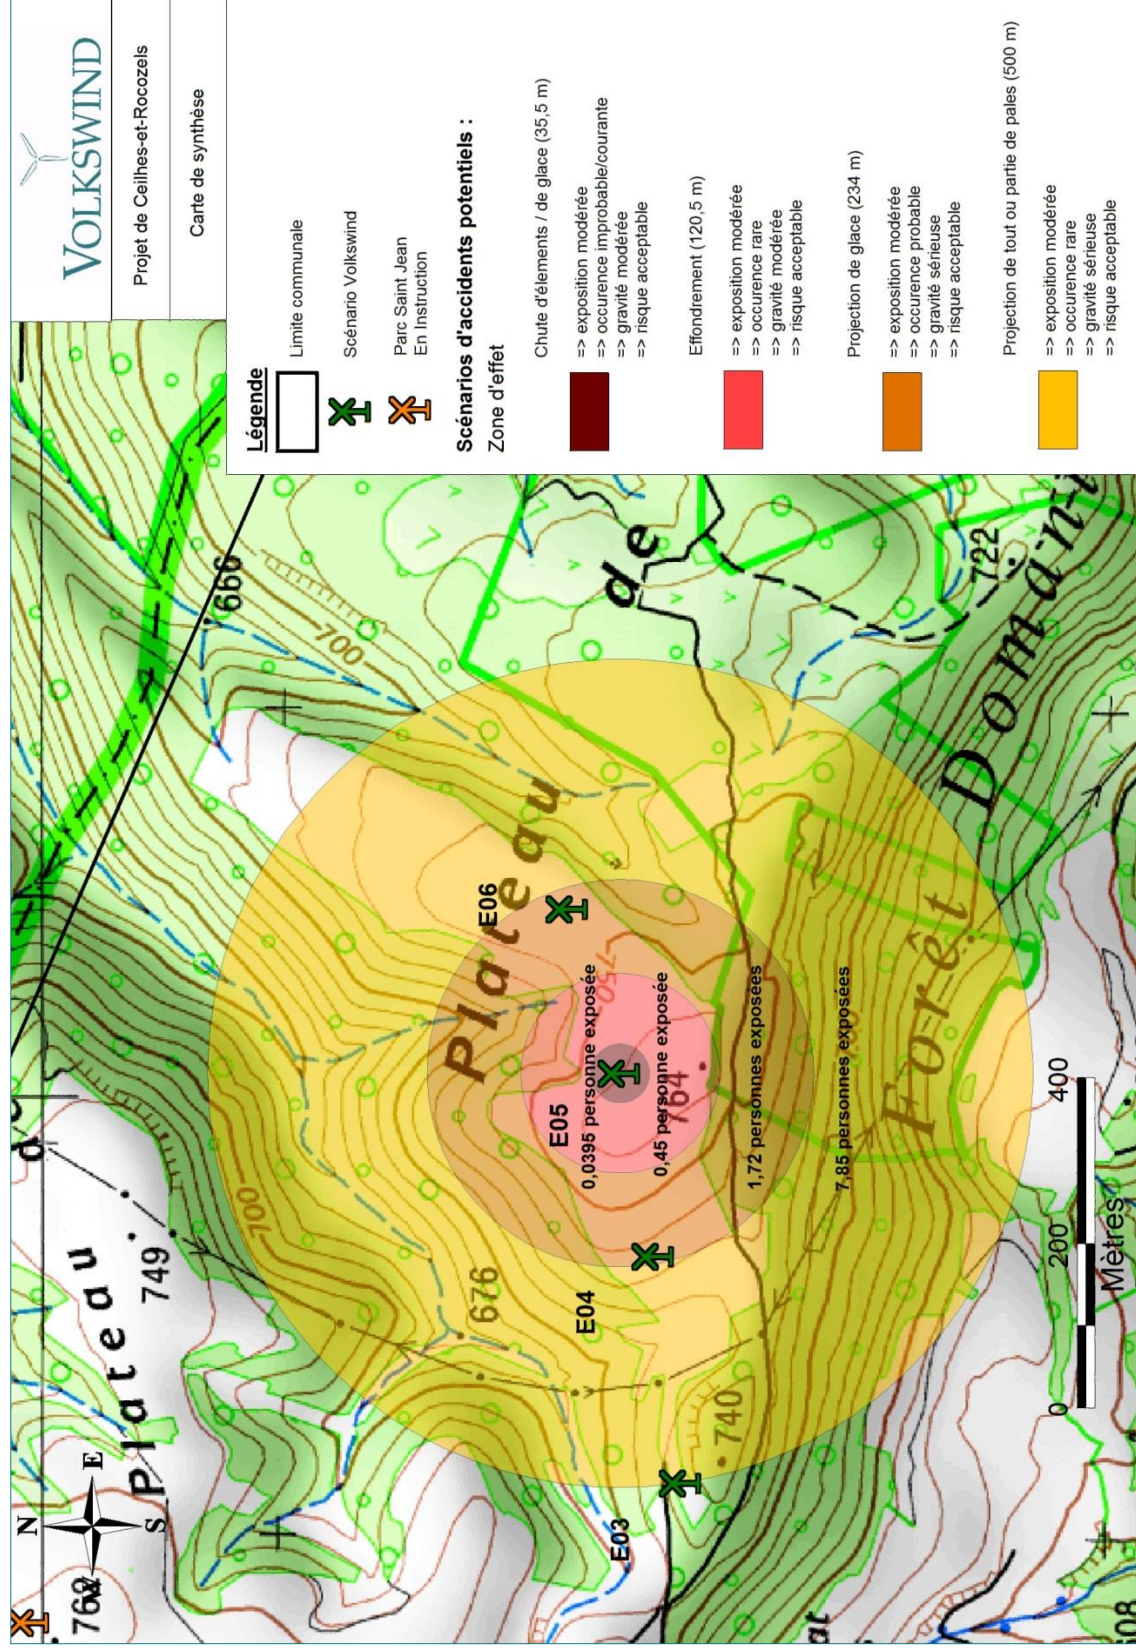 VOLKSWIND
Projet de Ceilhes-et-Rocozels
Carte de synthèse
Légende
Limite communale
Scénario Volkswind
Parc Saint Jean
En Instruction
Scénarios d'accidents potentiels :
Zone d'effet
Chute d'élements / de glace (35,5 m)
=> exposition modérée
=> occurence improbable/courante
=> gravité modérée
=> risque acceptable
Effondrement (120,5 m)
=> exposition modérée
=> occurence rare
=> gravité modérée
=> risque acceptable
Projection de glace (234 m)
=> exposition modérée
=> occurence probable
=> gravité sérieuse
=> risque acceptable
Projection de tout ou partie de pales (500 m)
=> exposition modérée
=> occurence rare
=> gravité sérieuse
=> risque acceptable
N
E
S
W
Plateau
749
d
700
676
740
E03
E04
E05
E06
Plateau
de
666
700
750
764
722
0,0395 personne exposée
0,45 personne exposée
1,72 personnes exposées
7,85 personnes exposées
Forêt
Doman-i
0
200
400
Mètres